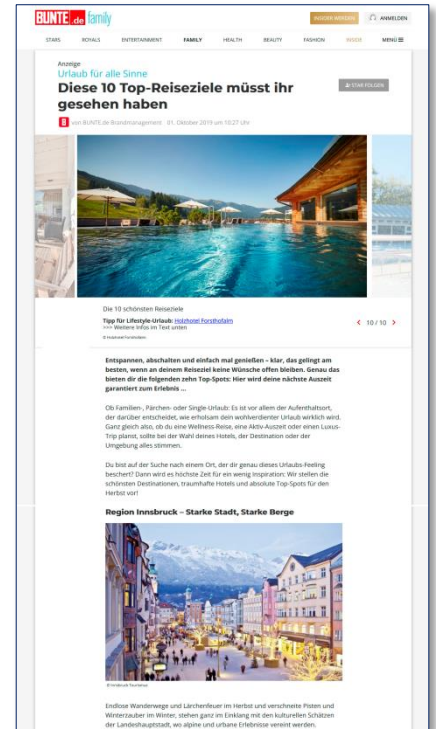 BUNTE.de family
INSIDER WERDEN
ANMELDEN
STARS ROYALS ENTERTAINMENT FAMILY HEALTH BEAUTY FASHION INSIDE MENÜ
Anzeige
Urlaub für alle Sinne
Diese 10 Top-Reiseziele müsst ihr
gesehen haben
STAR FOLGEN
von BUNTE.de Brandmanagement 01. Oktober 2019 um 10:27 Uhr
Die 10 schönsten Reiseziele
Tipp für Lifestyle-Urlaub: Holzhotel Forsthofalm
>>> Weitere Infos im Text unten
10 / 10
© Holzhotel Forsthofalm
Entspannen, abschalten und einfach mal genießen – klar, das gelingt am
besten, wenn an deinem Reiseziel keine Wünsche offen bleiben. Genau das
bieten dir die folgenden zehn Top-Spots: Hier wird deine nächste Auszeit
garantiert zum Erlebnis ...
Ob Familien-, Pärchen- oder Single-Urlaub: Es ist vor allem der Aufenthaltsort,
der darüber entscheidet, wie erholsam dein wohlverdienter Urlaub wirklich wird.
Ganz gleich also, ob du eine Wellness-Reise, eine Aktiv-Auszeit oder einen Luxus-
Trip planst, sollte bei der Wahl deines Hotels, der Destination oder der
Umgebung alles stimmen.
Du bist auf der Suche nach einem Ort, der dir genau dieses Urlaubs-Feeling
beschert? Dann wird es höchste Zeit für ein wenig Inspiration: Wir stellen die
schönsten Destinationen, traumhafte Hotels und absolute Top-Spots für den
Herbst vor!
Region Innsbruck – Starke Stadt, Starke Berge
© Innsbruck Tourismus
Endlose Wanderwege und Lärchenfeuer im Herbst und verschneite Pisten und
Winterzauber im Winter, stehen ganz im Einklang mit den kulturellen Schätzen
der Landeshauptstadt, wo alpine und urbane Erlebnisse vereint werden.